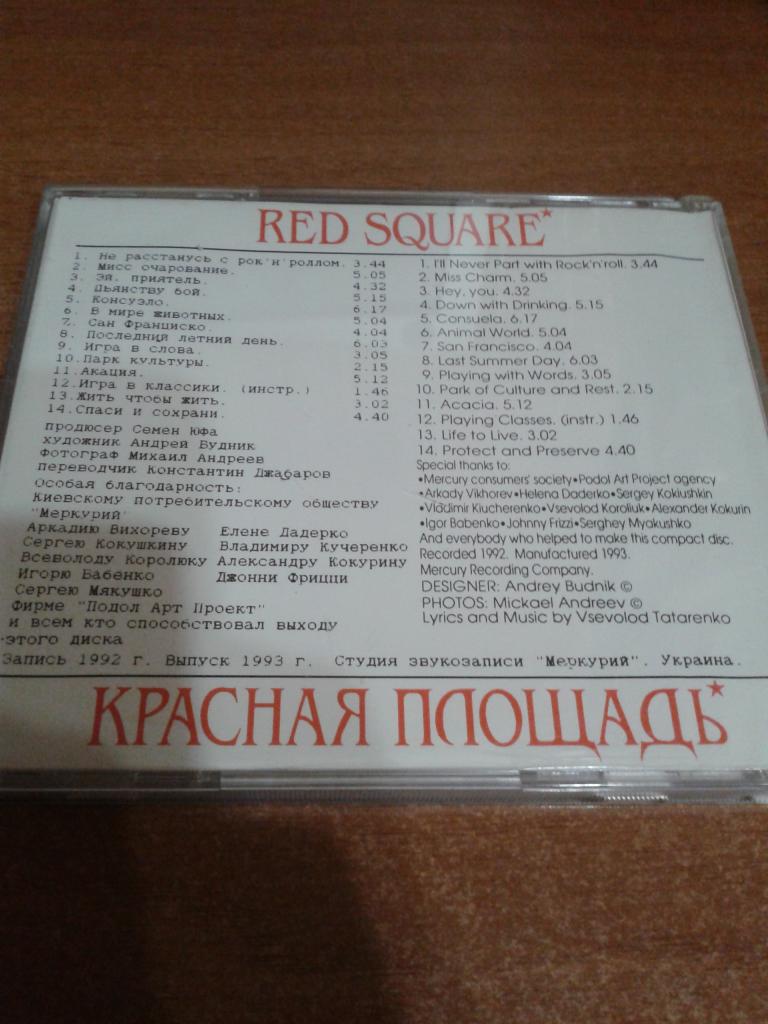 RED SQUARE*
1. Не расстанусь с рок'н'роллом. 3.44
2. Мисс очарование. 5.05
3. Эй, приятель. 4.32
4. Пьянству бой. 5.15
5. Консуэло. 6.17
6. В мире животных. 5.04
7. Сан Франциско. 4.04
8. Последний летний день. 6.03
9. Игра в слова. 3.05
10.Парк культуры. 2.15
11.Акация. 5.12
12.Игра в классики. (инстр.) 1.46
13.Жить чтобы жить. 3.02
14.Спаси и сохрани. 4.40
продюсер Семен Юфа
художник Андрей Будник
фотограф Михаил Андреев
переводчик Константин Джабаров
Особая благодарность:
Киевскому потребительскому обществу
"Меркурий"
Аркадию Вихореву Елене Дадерко
Сергею Кокушкину Владимиру Кучеренко
Всеволоду Королюку Александру Кокурину
Игорю Бабенко Джонни Фрицци
Сергею Мякушко
Фирме "Подол Арт Проект"
и всем кто способствовал выходу
этого диска
1. I'll Never Part with Rock'n'roll. 3.44
2. Miss Charm. 5.05
3. Hey, you. 4.32
4. Down with Drinking. 5.15
5. Consuela. 6.17
6. Animal World. 5.04
7. San Francisco. 4.04
8. Last Summer Day. 6.03
9. Playing with Words. 3.05
10. Park of Culture and Rest. 2.15
11. Acacia. 5.12
12. Playing Classes. (instr.) 1.46
13. Life to Live. 3.02
14. Protect and Preserve 4.40
Special thanks to:
•Mercury consumers' society•Podol Art Project agency
•Arkady Vikhorev•Helena Daderko•Sergey Kokiushkin
•Vladimir Kiucherenko•Vsevolod Koroliuk•Alexander Kokurin
•Igor Babenko•Johnny Frizzi•Serghey Myakushko
And everybody who helped to make this compact disc.
Recorded 1992. Manufactured 1993.
Mercury Recording Company.
DESIGNER: Andrey Budnik ©
PHOTOS: Mickael Andreev ©
Lyrics and Music by Vsevolod Tatarenko
Запись 1992 г. Выпуск 1993 г. Студия звукозаписи "Меркурий". Украина.
КРАСНАЯ ПЛОЩАДЬ*